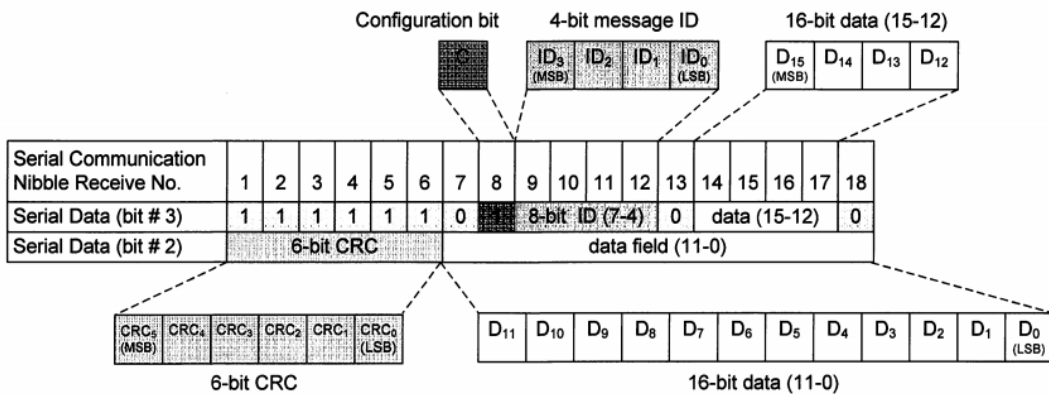 Configuration bit 4-bit message ID 16-bit data (15-12)
C ID3 (MSB) ID2 ID1 ID0 (LSB) D15 (MSB) D14 D13 D12
Serial Communication Nibble Receive No. 1 2 3 4 5 6 7 8 9 10 11 12 13 14 15 16 17 18
Serial Data (bit # 3) 1 1 1 1 1 1 0 1 8-bit ID (7-4) 0 data (15-12) 0
Serial Data (bit # 2) 6-bit CRC data field (11-0)
CRC5 (MSB) CRC4 CRC3 CRC2 CRC1 CRC0 (LSB) D11 D10 D9 D8 D7 D6 D5 D4 D3 D2 D1 D0 (LSB)
6-bit CRC 16-bit data (11-0)